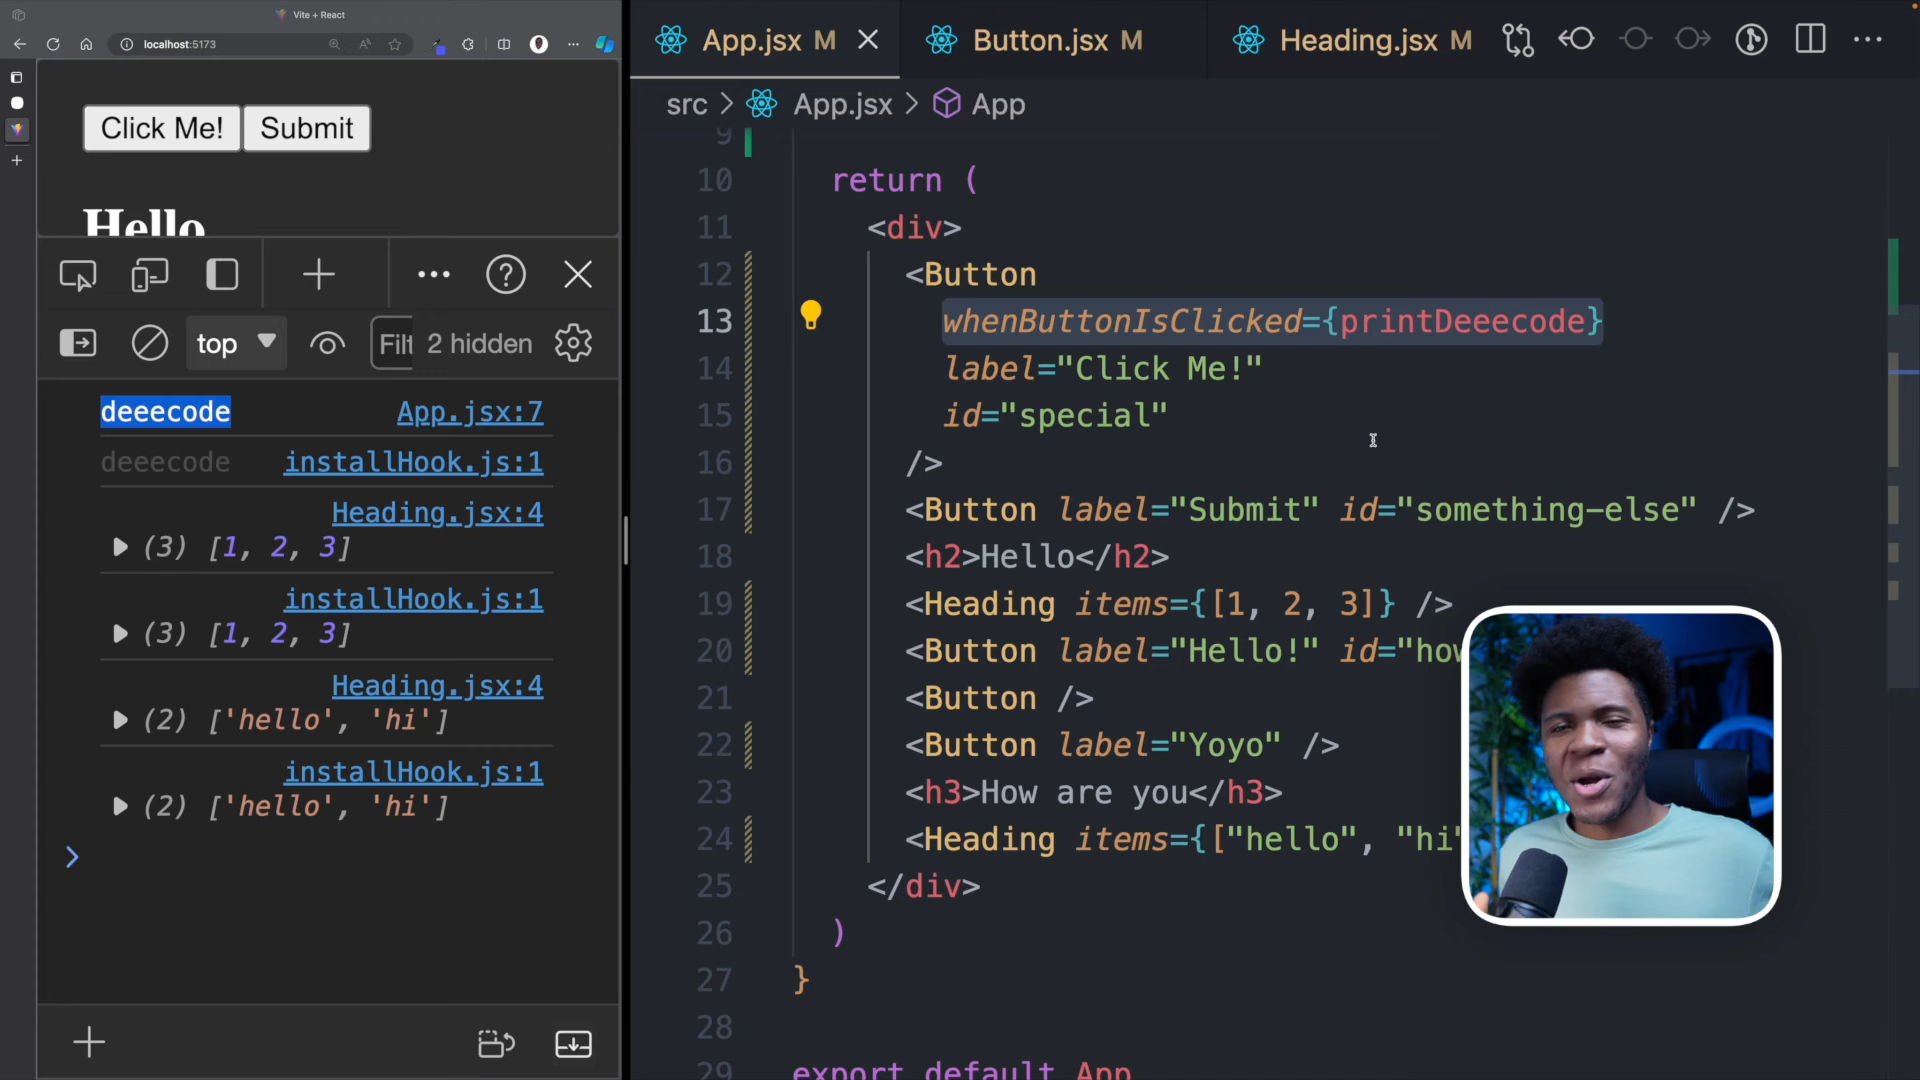 Vite + React
localhost:5173
Click Me! Submit
Hello
top
Filt
2 hidden
deeecode App.jsx:7
deeecode installHook.js:1
Heading.jsx:4
(3) [1, 2, 3]
installHook.js:1
(3) [1, 2, 3]
Heading.jsx:4
(2) ['hello', 'hi']
installHook.js:1
(2) ['hello', 'hi']
App.jsx M
Button.jsx M
Heading.jsx M
src > App.jsx > App
9
10 return (
11 <div>
12 <Button
13 whenButtonIsClicked={printDeeecode}
14 label="Click Me!"
15 id="special"
16 />
17 <Button label="Submit" id="something-else" />
18 <h2>Hello</h2>
19 <Heading items={[1, 2, 3]} />
20 <Button label="Hello!" id="how
21 <Button />
22 <Button label="Yoyo" />
23 <h3>How are you</h3>
24 <Heading items={["hello", "hi"
25 </div>
26 )
27 }
28
29 export default App